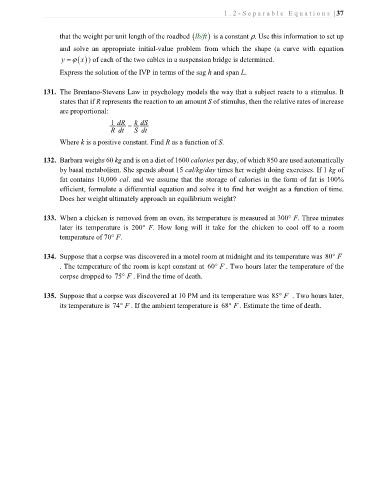 1.2-Separable Equations |37
that the weight per unit length of the roadbed (lb/ft) is a constant ρ. Use this information to set up
and solve an appropriate initial-value problem from which the shape (a curve with equation
y = φ(x)) of each of the two cables in a suspension bridge is determined.
Express the solution of the IVP in terms of the sag h and span L.
131. The Brentano-Stevens Law in psychology models the way that a subject reacts to a stimulus. It
states that if R represents the reaction to an amount S of stimulus, then the relative rates of increase
are proportional:
1/R dR/dt = k/S dS/dt
Where k is a positive constant. Find R as a function of S.
132. Barbara weighs 60 kg and is on a diet of 1600 calories per day, of which 850 are used automatically
by basal metabolism. She spends about 15 cal/kg/day times her weight doing exercises. If 1 kg of
fat contains 10,000 cal. and we assume that the storage of calories in the form of fat is 100%
efficient, formulate a differential equation and solve it to find her weight as a function of time.
Does her weight ultimately approach an equilibrium weight?
133. When a chicken is removed from an oven, its temperature is measured at 300° F. Three minutes
later its temperature is 200° F. How long will it take for the chicken to cool off to a room
temperature of 70° F.
134. Suppose that a corpse was discovered in a motel room at midnight and its temperature was 80° F
. The temperature of the room is kept constant at 60° F. Two hours later the temperature of the
corpse dropped to 75° F. Find the time of death.
135. Suppose that a corpse was discovered at 10 PM and its temperature was 85° F . Two hours later,
its temperature is 74° F. If the ambient temperature is 68° F. Estimate the time of death.